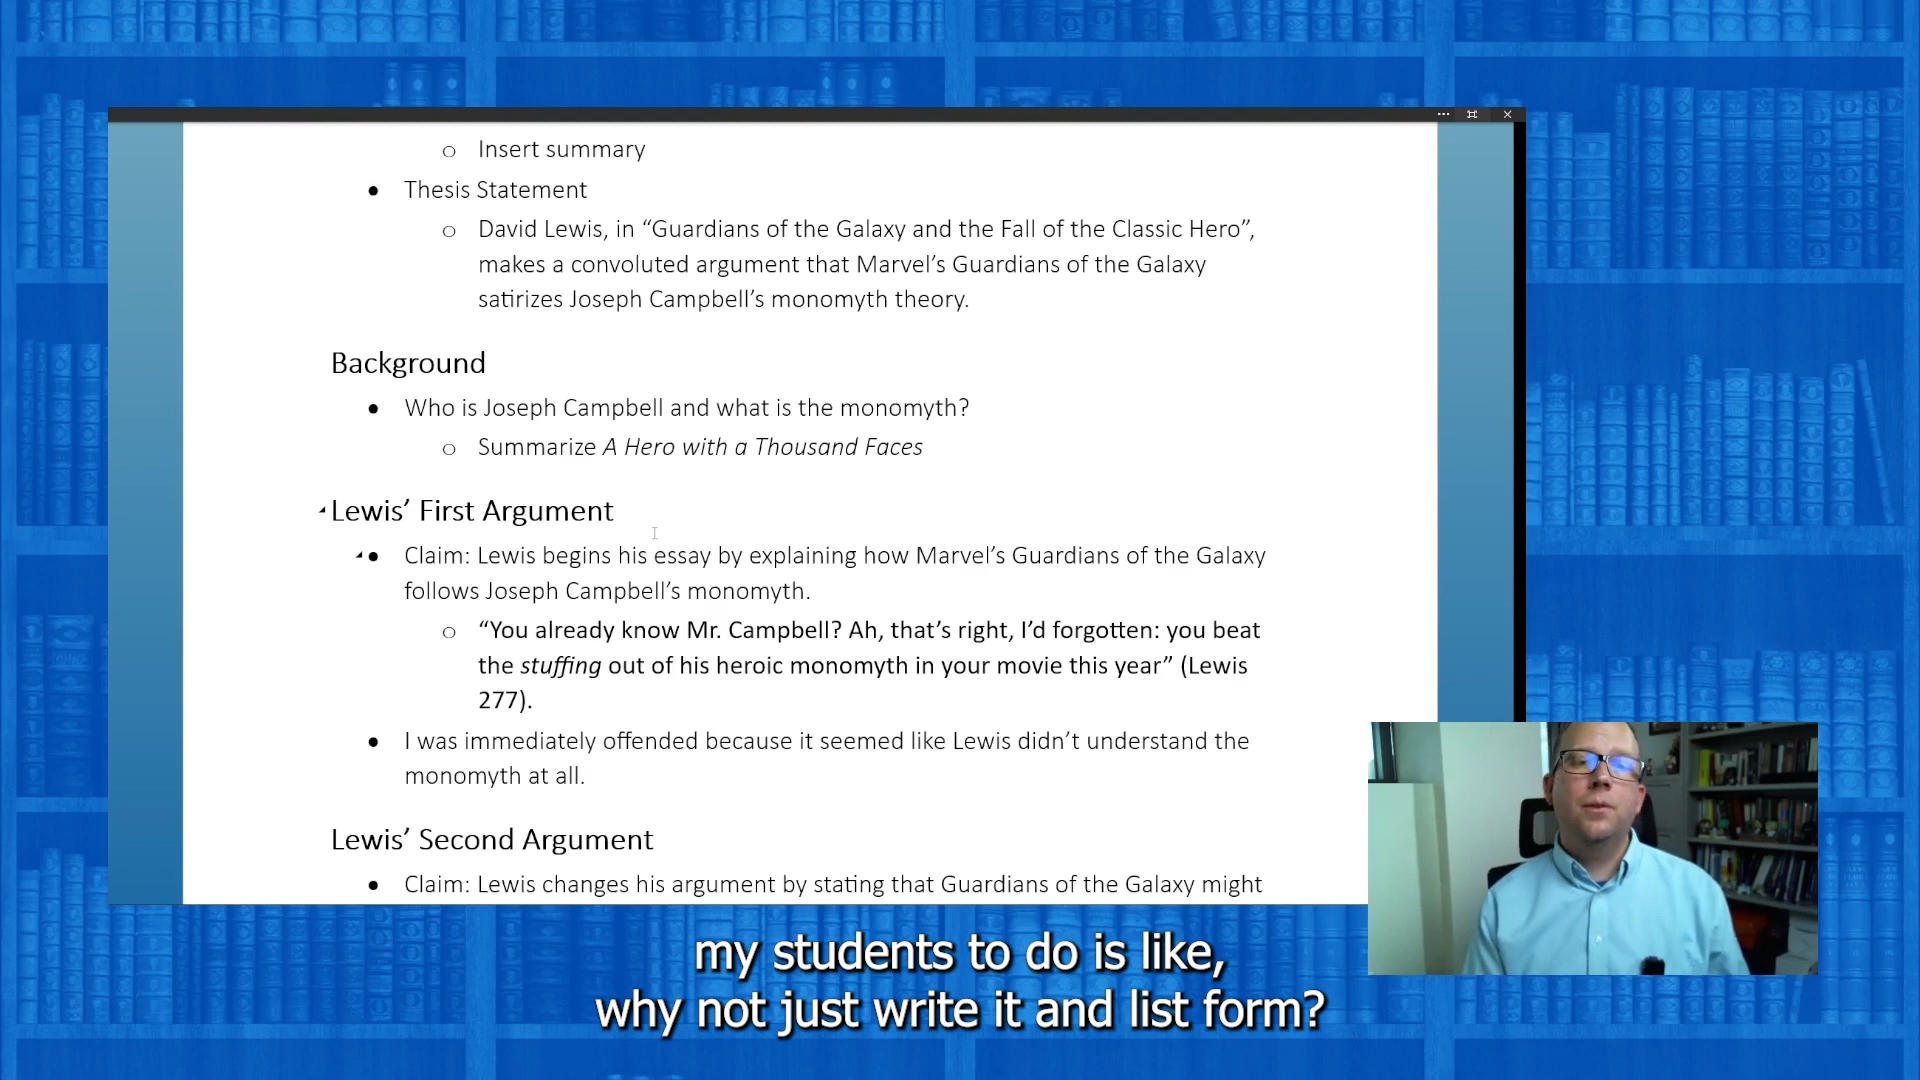 Insert summary
Thesis Statement
David Lewis, in “Guardians of the Galaxy and the Fall of the Classic Hero”,
makes a convoluted argument that Marvel’s Guardians of the Galaxy
satirizes Joseph Campbell’s monomyth theory.
Background
Who is Joseph Campbell and what is the monomyth?
Summarize A Hero with a Thousand Faces
Lewis’ First Argument
Claim: Lewis begins his essay by explaining how Marvel’s Guardians of the Galaxy
follows Joseph Campbell’s monomyth.
“You already know Mr. Campbell? Ah, that’s right, I’d forgotten: you beat
the stuffing out of his heroic monomyth in your movie this year” (Lewis
277).
I was immediately offended because it seemed like Lewis didn’t understand the
monomyth at all.
Lewis’ Second Argument
Claim: Lewis changes his argument by stating that Guardians of the Galaxy might
my students to do is like,
why not just write it and list form?